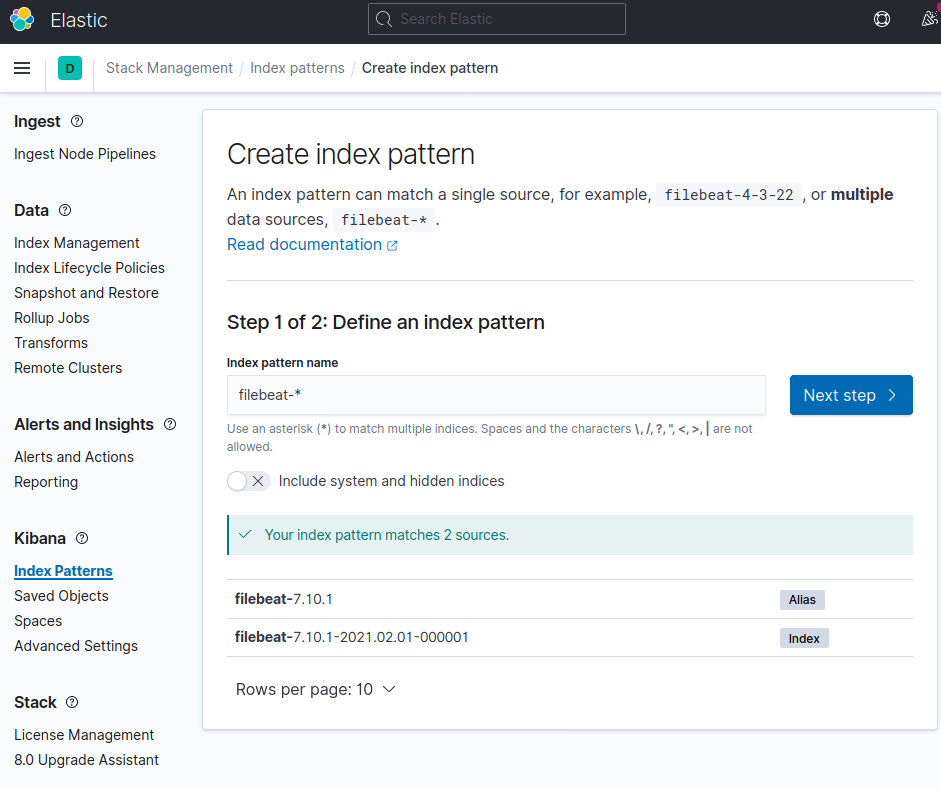 Elastic
Search Elastic
D
Stack Management / Index patterns / Create index pattern
Ingest
Ingest Node Pipelines
Data
Index Management
Index Lifecycle Policies
Snapshot and Restore
Rollup Jobs
Transforms
Remote Clusters
Alerts and Insights
Alerts and Actions
Reporting
Kibana
Index Patterns
Saved Objects
Spaces
Advanced Settings
Stack
License Management
8.0 Upgrade Assistant
Create index pattern
An index pattern can match a single source, for example, filebeat-4-3-22 , or multiple
data sources, filebeat-* .
Read documentation
Step 1 of 2: Define an index pattern
Index pattern name
filebeat-*
Next step
Use an asterisk (*) to match multiple indices. Spaces and the characters \, /, ?, ", <, >, | are not
allowed.
Include system and hidden indices
Your index pattern matches 2 sources.
filebeat-7.10.1 Alias
filebeat-7.10.1-2021.02.01-000001 Index
Rows per page: 10